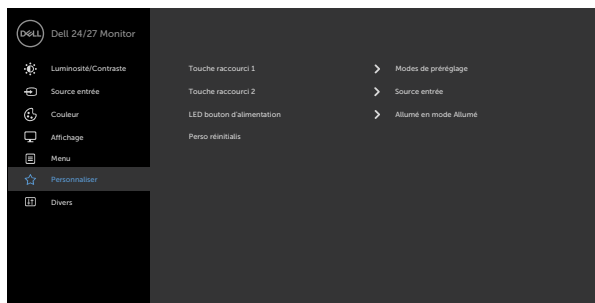 DELL Dell 24/27 Monitor
Luminosité/Contraste Touche raccourci 1 Modes de préréglage
Source entrée Touche raccourci 2 Source entrée
Couleur LED bouton d'alimentation Allumé en mode Allumé
Affichage Perso réinitialis
Menu
Personnaliser
Divers